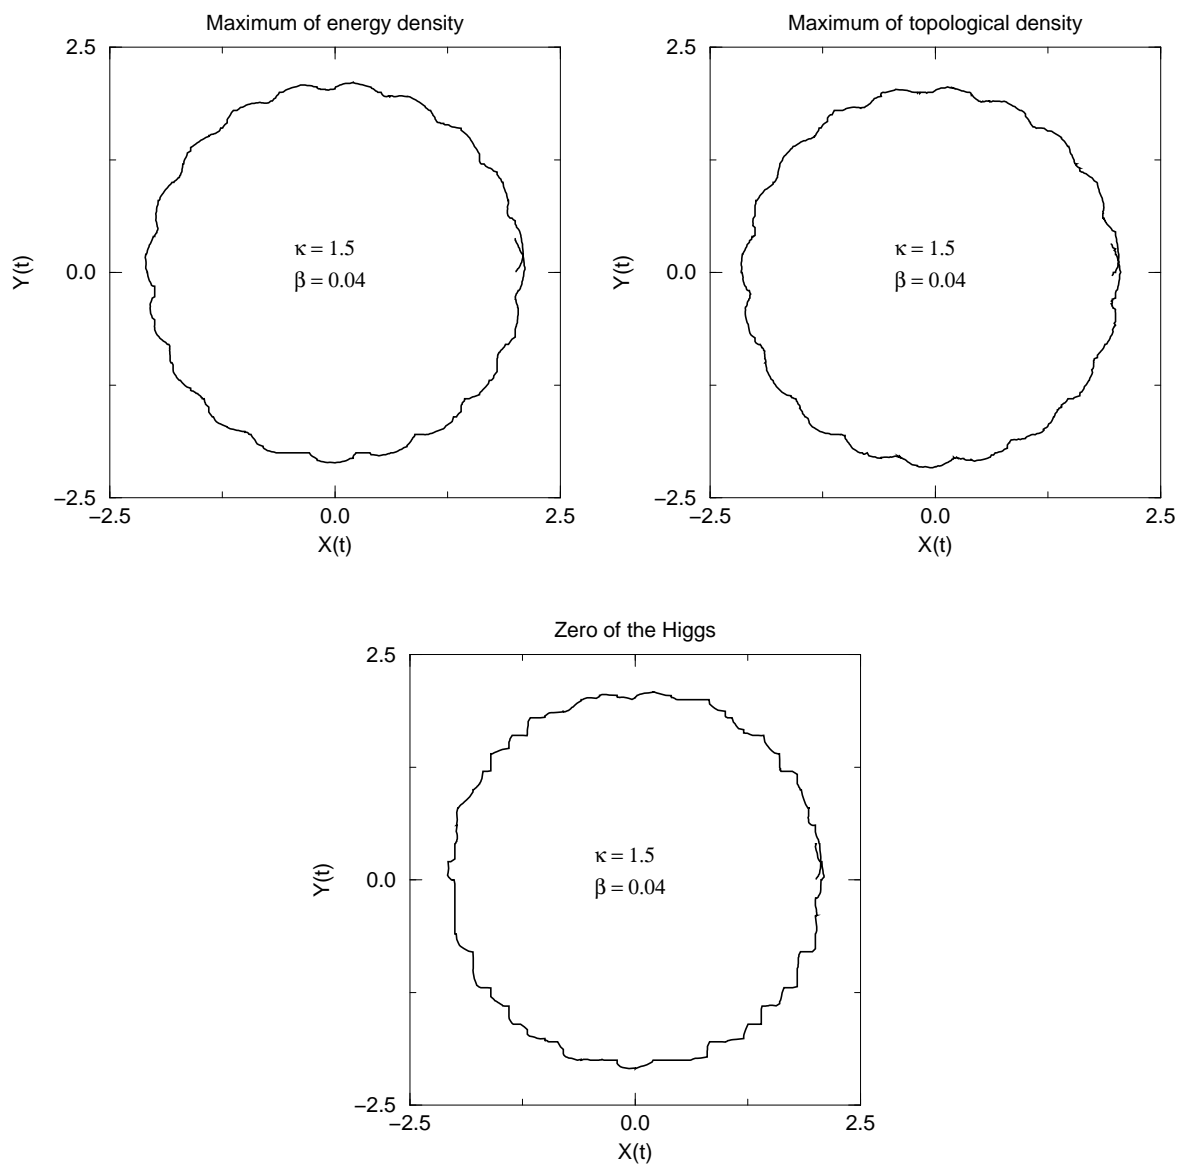 Maximum of energy density
2.5
0.0
−2.5
Y(t)
κ = 1.5
β = 0.04
−2.5 0.0 2.5
X(t)
Maximum of topological density
2.5
0.0
−2.5
Y(t)
κ = 1.5
β = 0.04
−2.5 0.0 2.5
X(t)
Zero of the Higgs
2.5
0.0
−2.5
Y(t)
κ = 1.5
β = 0.04
−2.5 0.0 2.5
X(t)